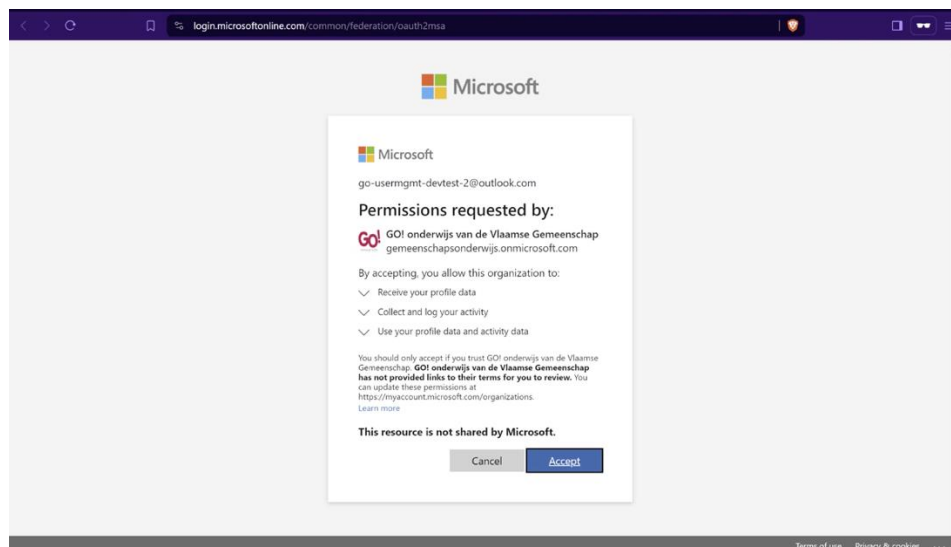 login.microsoftonline.com/common/federation/oauth2msa
Microsoft
Microsoft
go-usermgmt-devtest-2@outlook.com
Permissions requested by:
GO!
GO! onderwijs van de Vlaamse Gemeenschap
gemeenschapsonderwijs.onmicrosoft.com
By accepting, you allow this organization to:
Receive your profile data
Collect and log your activity
Use your profile data and activity data
You should only accept if you trust GO! onderwijs van de Vlaamse
Gemeenschap. GO! onderwijs van de Vlaamse Gemeenschap
has not provided links to their terms for you to review. You
can update these permissions at
https://myaccount.microsoft.com/organizations.
Learn more
This resource is not shared by Microsoft.
Cancel Accept
Terms of use Privacy & cookies